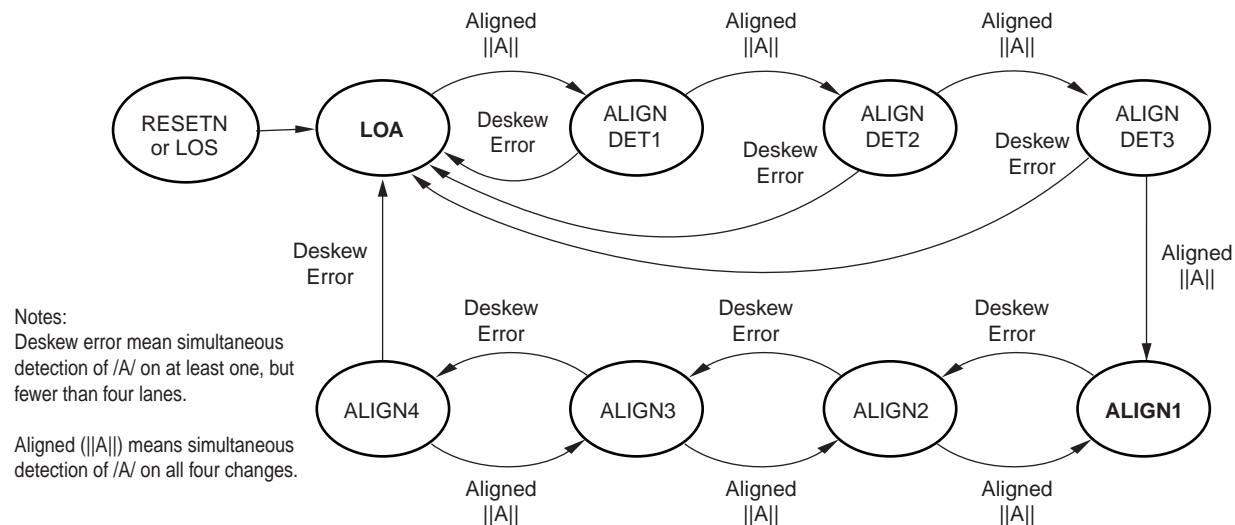 Aligned
||A||
Aligned
||A||
Aligned
||A||
RESETN
or LOS
LOA
Deskew
Error
ALIGN
DET1
Deskew
Error
ALIGN
DET2
Deskew
Error
ALIGN
DET3
Deskew
Error
Aligned
||A||
Notes:
Deskew error mean simultaneous
detection of /A/ on at least one, but
fewer than four lanes.
Aligned (||A||) means simultaneous
detection of /A/ on all four changes.
Deskew
Error
Deskew
Error
Deskew
Error
ALIGN4
ALIGN3
ALIGN2
ALIGN1
Aligned
||A||
Aligned
||A||
Aligned
||A||